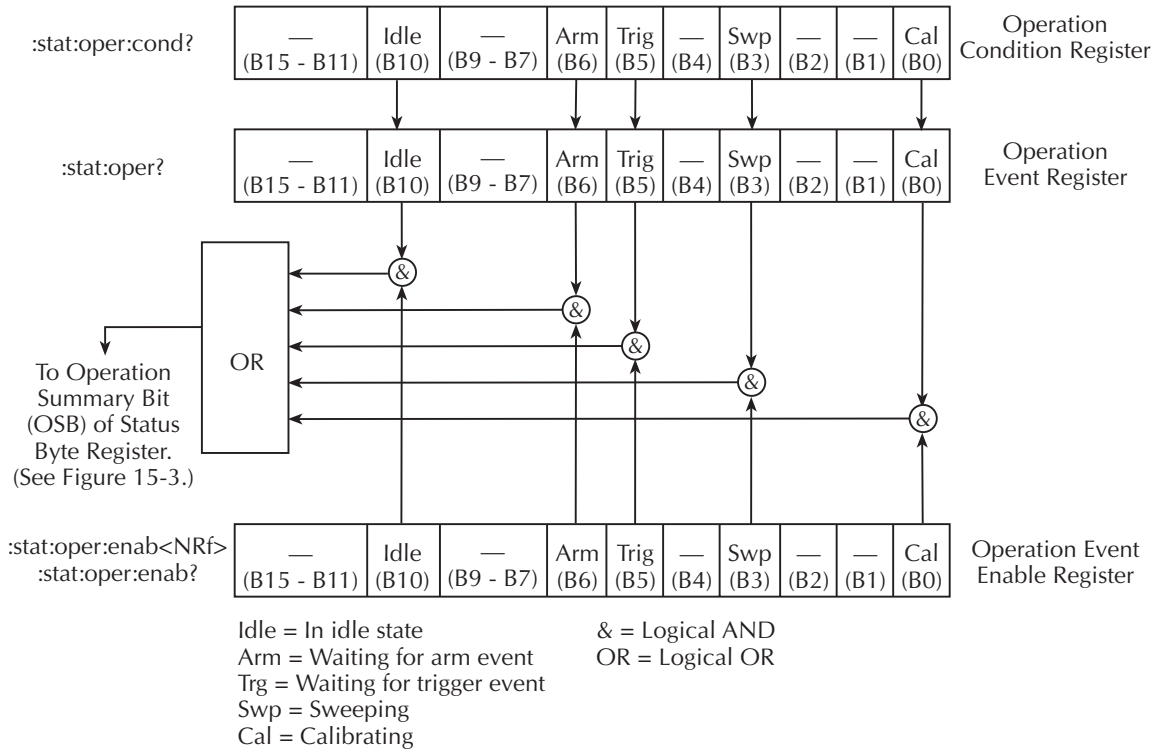 :stat:oper:cond?
— Idle — Arm Trig — Swp — — Cal
(B15 - B11) (B10) (B9 - B7) (B6) (B5) (B4) (B3) (B2) (B1) (B0)
Operation
Condition Register
:stat:oper?
— Idle — Arm Trig — Swp — — Cal
(B15 - B11) (B10) (B9 - B7) (B6) (B5) (B4) (B3) (B2) (B1) (B0)
Operation
Event Register
&
&
&
&
&
OR
To Operation
Summary Bit
(OSB) of Status
Byte Register.
(See Figure 15-3.)
:stat:oper:enab<NRf>
:stat:oper:enab?
— Idle — Arm Trig — Swp — — Cal
(B15 - B11) (B10) (B9 - B7) (B6) (B5) (B4) (B3) (B2) (B1) (B0)
Operation Event
Enable Register
Idle = In idle state
Arm = Waiting for arm event
Trg = Waiting for trigger event
Swp = Sweeping
Cal = Calibrating
& = Logical AND
OR = Logical OR